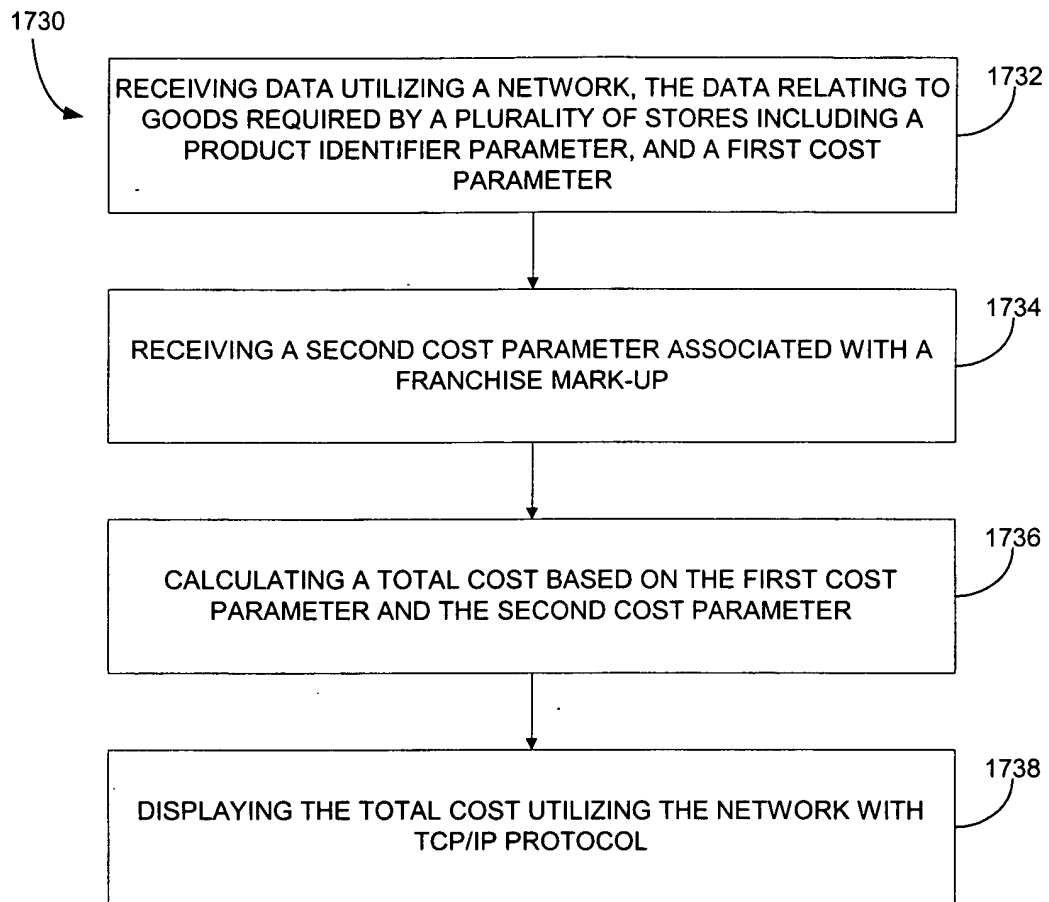 1730
1732
RECEIVING DATA UTILIZING A NETWORK, THE DATA RELATING TO
GOODS REQUIRED BY A PLURALITY OF STORES INCLUDING A
PRODUCT IDENTIFIER PARAMETER, AND A FIRST COST
PARAMETER
1734
RECEIVING A SECOND COST PARAMETER ASSOCIATED WITH A
FRANCHISE MARK-UP
1736
CALCULATING A TOTAL COST BASED ON THE FIRST COST
PARAMETER AND THE SECOND COST PARAMETER
1738
DISPLAYING THE TOTAL COST UTILIZING THE NETWORK WITH
TCP/IP PROTOCOL